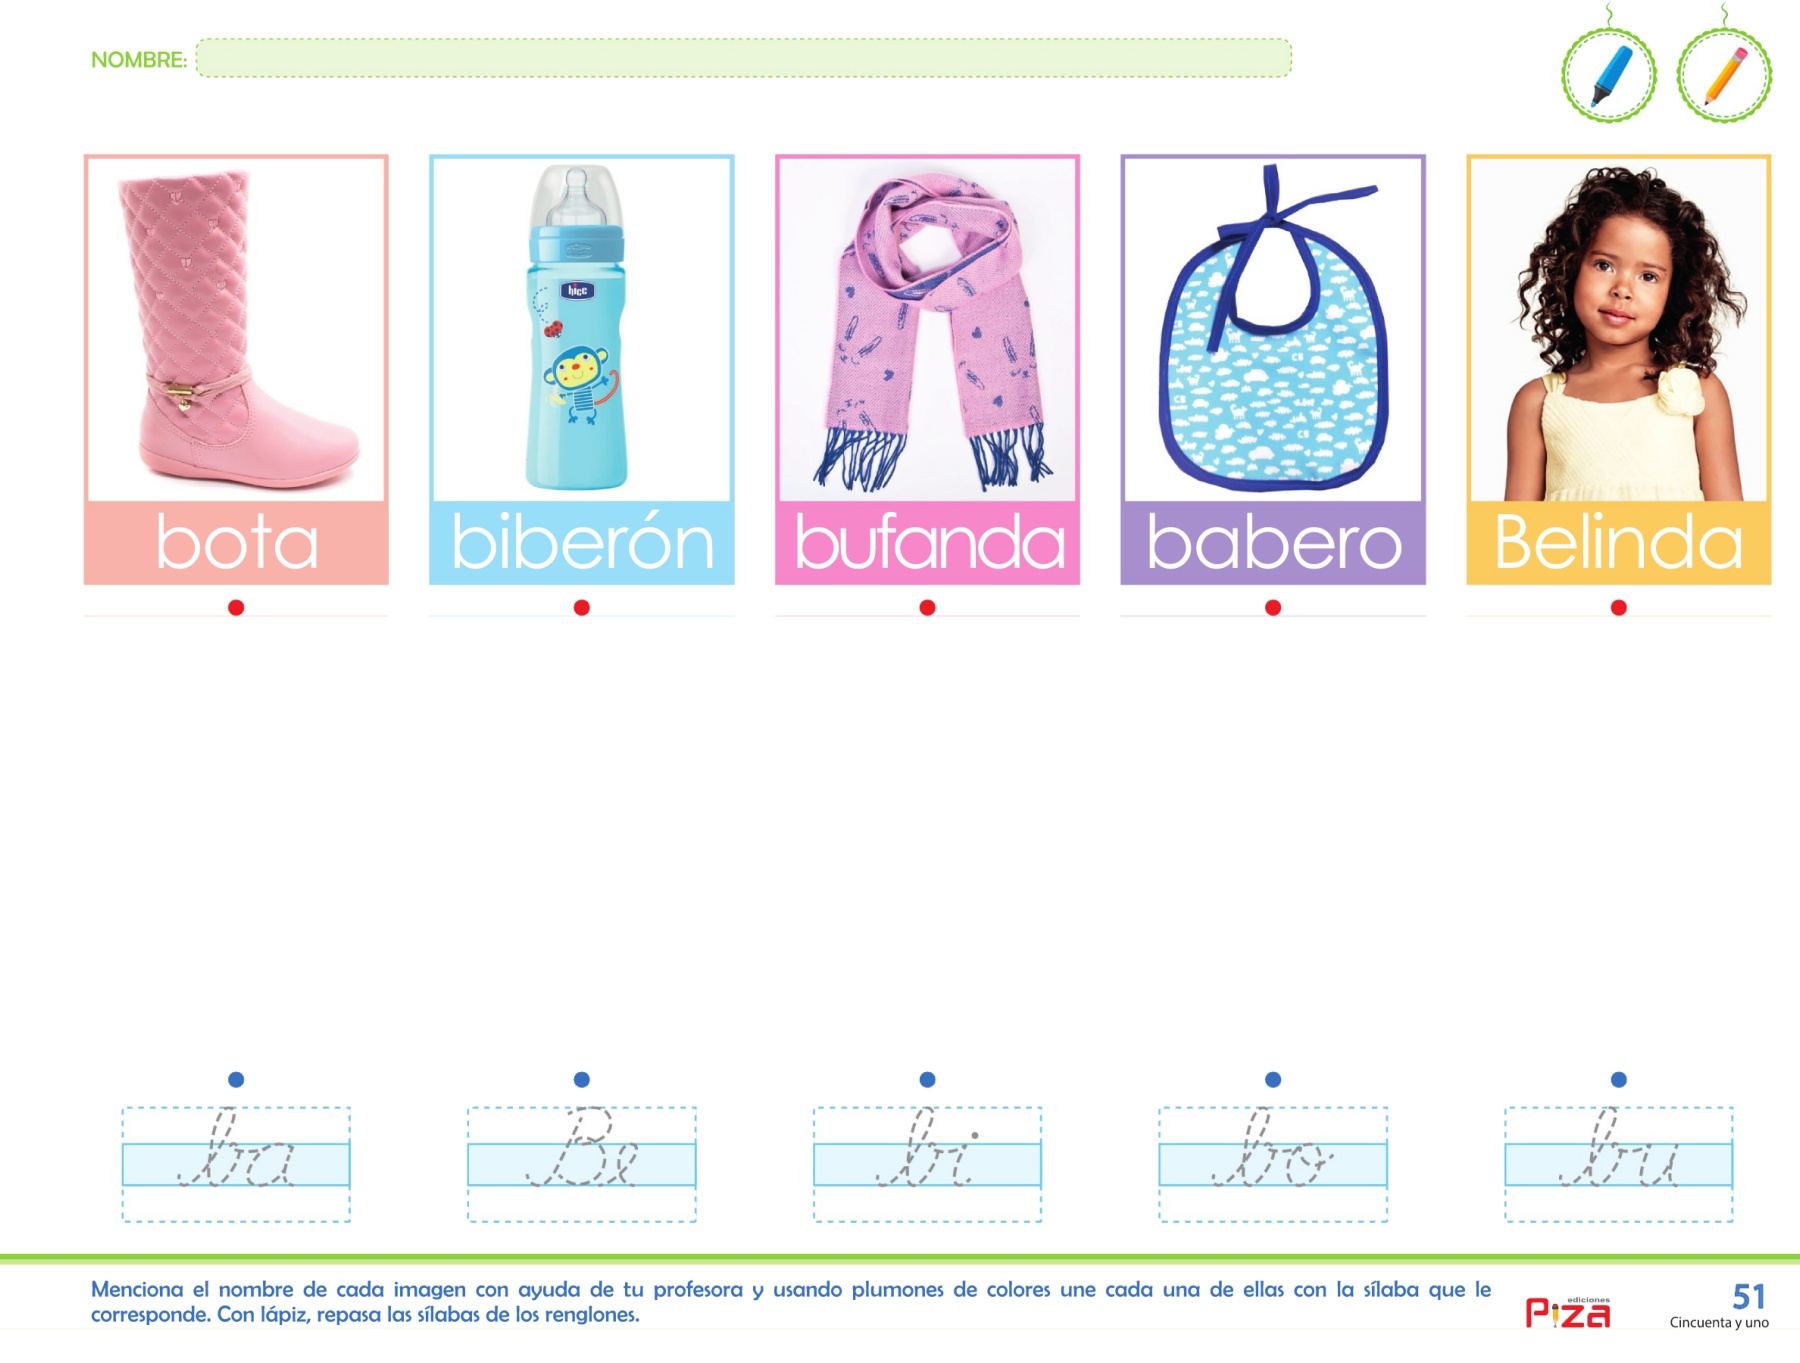 NOMBRE:
hicc
bota
biberón
bufanda
babero
Belinda
ba
Be
bi
bo
bu
Menciona el nombre de cada imagen con ayuda de tu profesora y usando plumones de colores une cada una de ellas con la sílaba que le
corresponde. Con lápiz, repasa las sílabas de los renglones.
ediciones
Piza
51
Cincuenta y uno